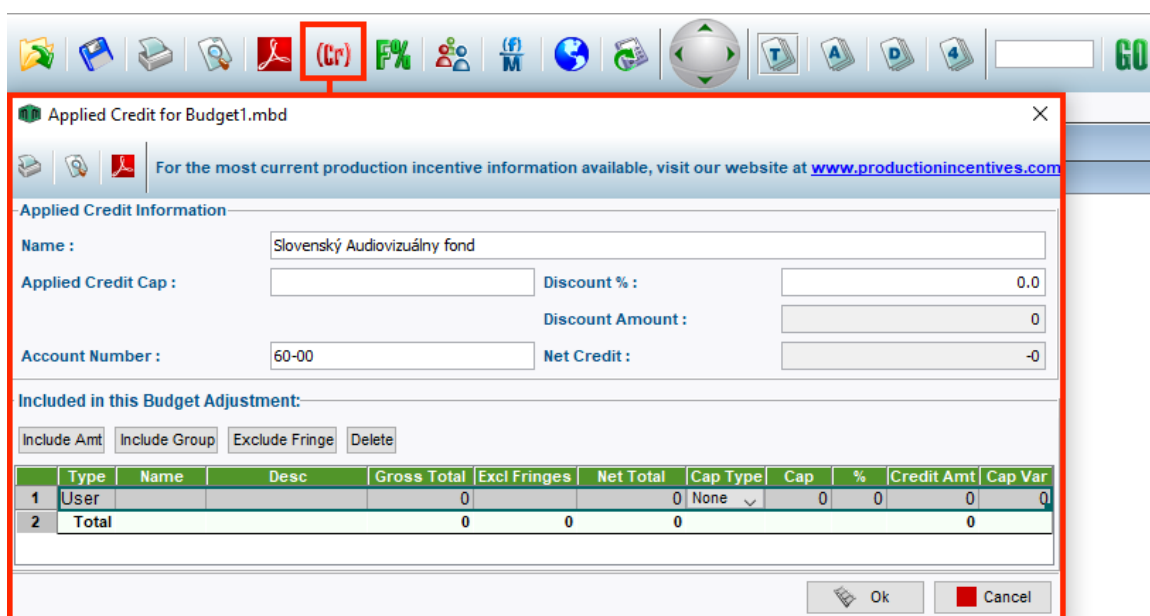 (Cr) F% (f) M T A D 4 GO
Applied Credit for Budget1.mbd
For the most current production incentive information available, visit our website at www.productionincentives.com
Applied Credit Information
Name : Slovenský Audiovizuálny fond
Applied Credit Cap : Discount % : 0.0
Discount Amount : 0
Account Number : 60-00 Net Credit : -0
Included in this Budget Adjustment:
Include Amt Include Group Exclude Fringe Delete
Type Name Desc Gross Total Excl Fringes Net Total Cap Type Cap % Credit Amt Cap Var
1 User 0 0 None 0 0 0 0
2 Total 0 0 0 0
Ok Cancel